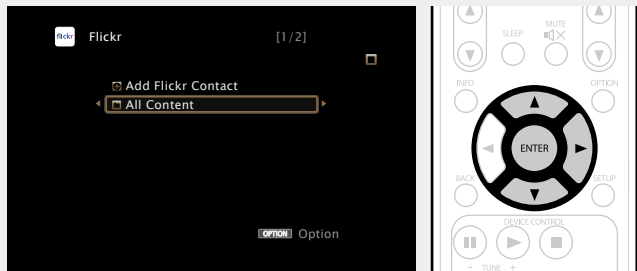 flickr Flickr [1/2]
Add Flickr Contact
All Content
OPTION Option
MUTE
SLEEP
INFO OPTION
ENTER
BACK SETUP
DEVICE CONTROL
- TUNE +